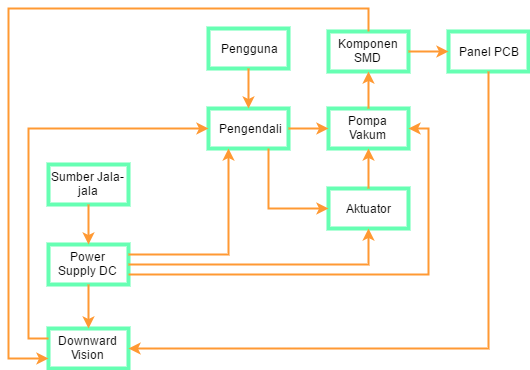 Pengguna
Komponen
SMD
Panel PCB
Pengendali
Pompa
Vakum
Sumber Jala-
jala
Aktuator
Power
Supply DC
Downward
Vision